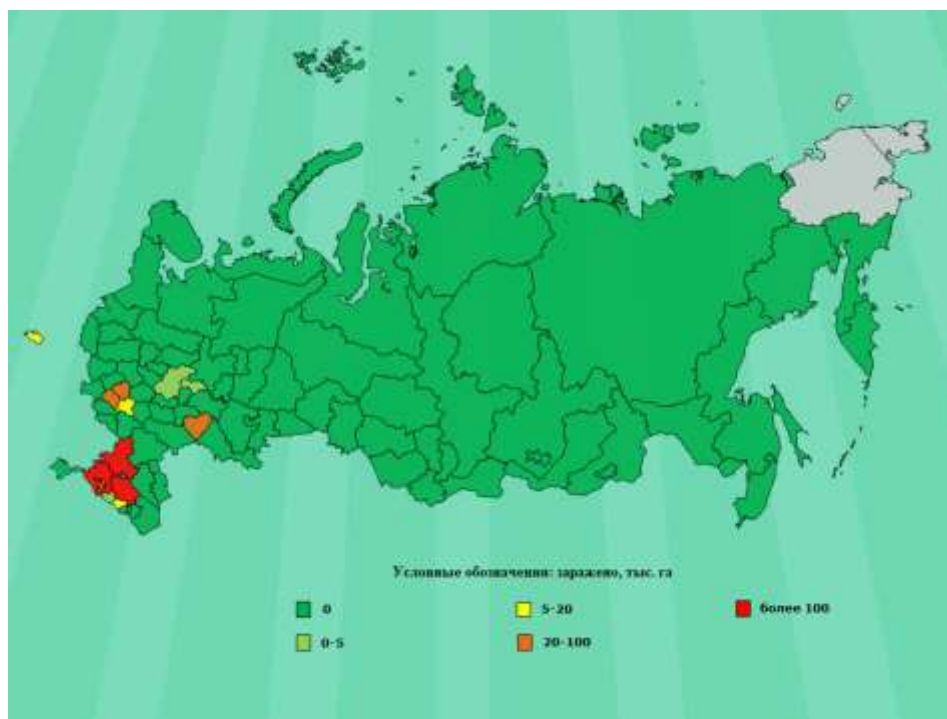 Условные обозначения: заражено, тыс. га
0
5-20
более 100
0-5
20-100